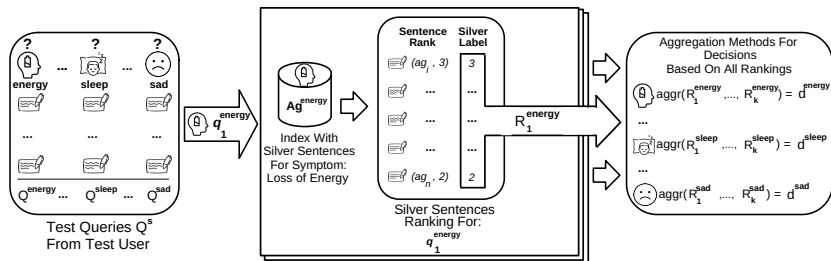 ? ? ?
... ...
energy sleep sad
... ... ...
Q^energy ... Q^sleep ... Q^sad
Test Queries Q^s
From Test User
q_1^energy
Ag^energy
Index With
Silver Sentences
For Symptom:
Loss of Energy
Sentence Silver
Rank Label
(ag_i , 3) 3
... ...
... ...
... ...
(ag_n , 2) 2
Silver Sentences
Ranking For:
q_1^energy
R_1^energy
Aggregation Methods For
Decisions
Based On All Rankings
aggr(R_1^energy,..., R_k^energy) = d^energy
...
aggr(R_1^sleep,..., R_k^sleep) = d^sleep
...
aggr(R_1^sad,..., R_k^sad) = d^sad